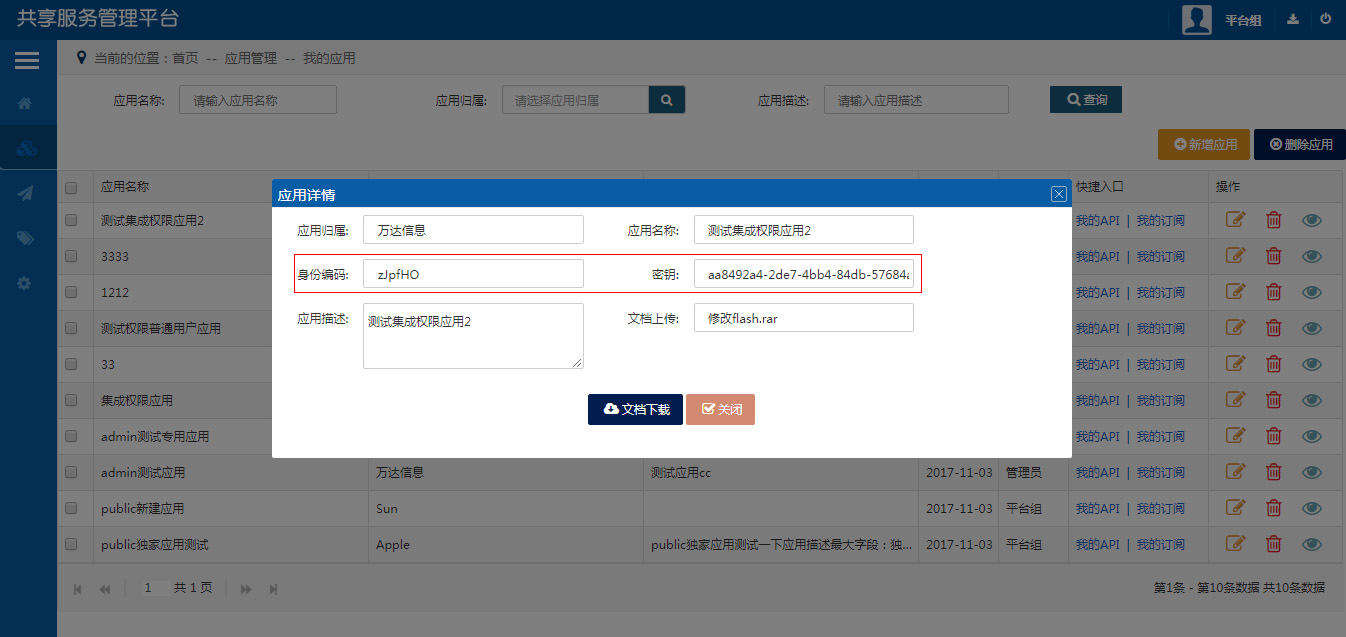 共享服务管理平台
平台组
当前的位置：首页 -- 应用管理 -- 我的应用
应用名称: 请输入应用名称 应用归属: 请选择应用归属 应用描述: 请输入应用描述 查询
新增应用 删除应用
应用名称 快捷入口 操作
测试集成权限应用2 我的API | 我的订阅
3333 我的API | 我的订阅
1212 我的API | 我的订阅
测试权限普通用户应用 我的API | 我的订阅
33 我的API | 我的订阅
集成权限应用 我的API | 我的订阅
admin测试专用应用 我的API | 我的订阅
admin测试应用 万达信息 测试应用cc 2017-11-03 管理员 我的API | 我的订阅
public新建应用 Sun 2017-11-03 平台组 我的API | 我的订阅
public独家应用测试 Apple public独家应用测试一下应用描述最大字段：独... 2017-11-03 平台组 我的API | 我的订阅
1 共 1 页 第1条 - 第10条数据 共10条数据
应用详情
应用归属: 万达信息 应用名称: 测试集成权限应用2
身份编码: zJpfHO 密钥: aa8492a4-2de7-4bb4-84db-57684a
应用描述: 测试集成权限应用2 文档上传: 修改flash.rar
文档下载 关闭